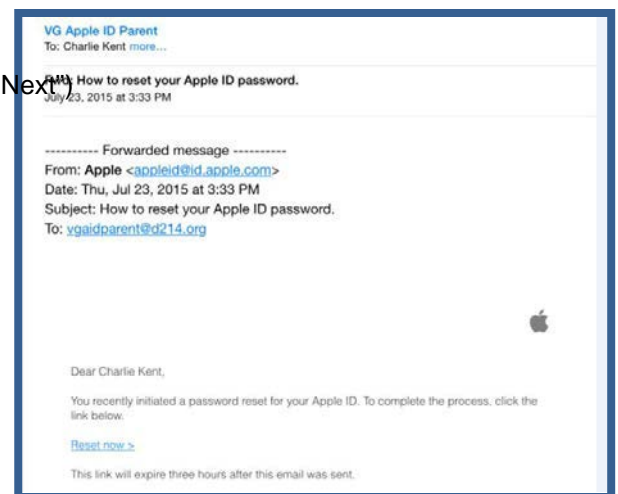 VG Apple ID Parent
To: Charlie Kent more...
Next")
How to reset your Apple ID password.
July 23, 2015 at 3:33 PM
---------- Forwarded message ----------
From: Apple <appleid@id.apple.com>
Date: Thu, Jul 23, 2015 at 3:33 PM
Subject: How to reset your Apple ID password.
To: vgaidparent@d214.org
Dear Charlie Kent,
You recently initiated a password reset for your Apple ID. To complete the process, click the
link below.
Reset now >
This link will expire three hours after this email was sent.